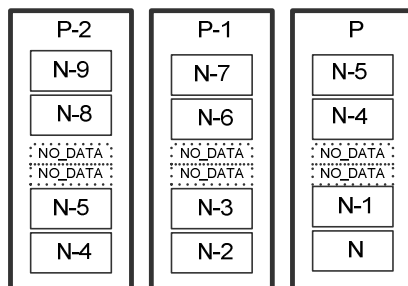 P-2
N-9
N-8
NO_DATA
NO_DATA
N-5
N-4
P-1
N-7
N-6
NO_DATA
NO_DATA
N-3
N-2
P
N-5
N-4
NO_DATA
NO_DATA
N-1
N